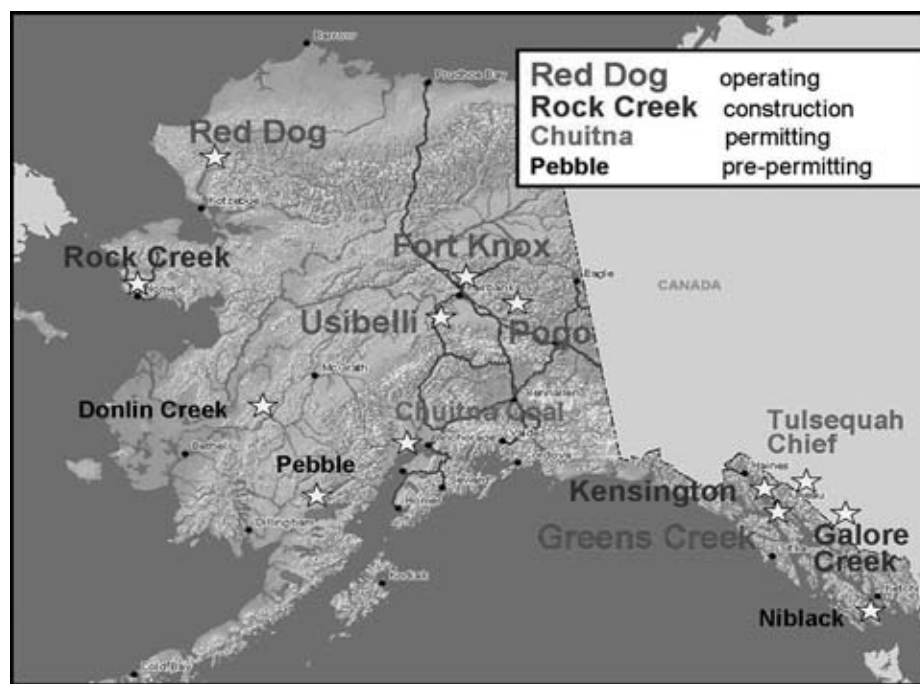 Barrow
Prudhoe Bay
Red Dog operating
Rock Creek construction
Chuitna permitting
Pebble pre-permitting
Red Dog
Kotzebue
Rock Creek
Nome
Fort Knox
Eagle
CANADA
Usibelli
Pogo
McGrath
Donlin Creek
Chuitna Coal
Bethel
Tulsequah
Chief
Pebble
Haines
Kensington
Dillingham
Homer
Greens Creek
Galore
Creek
Kodiak
Niblack
Cold Bay